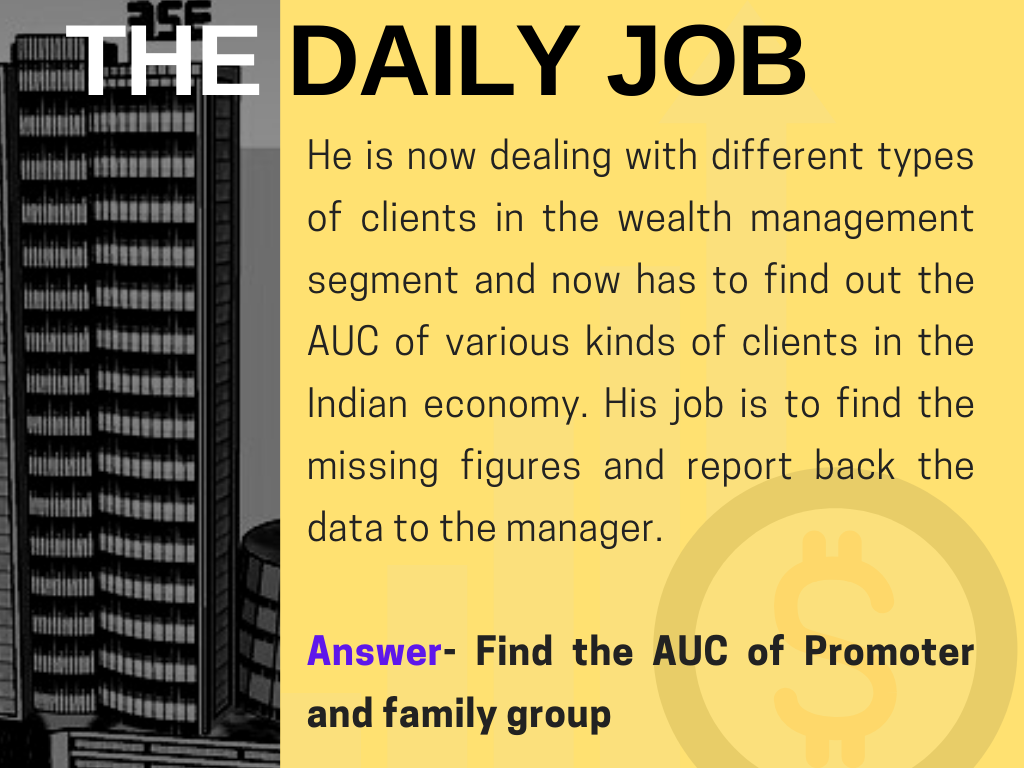 THE DAILY JOB
He is now dealing with different types
of clients in the wealth management
segment and now has to find out the
AUC of various kinds of clients in the
Indian economy. His job is to find the
missing figures and report back the
data to the manager.
Answer- Find the AUC of Promoter
and family group